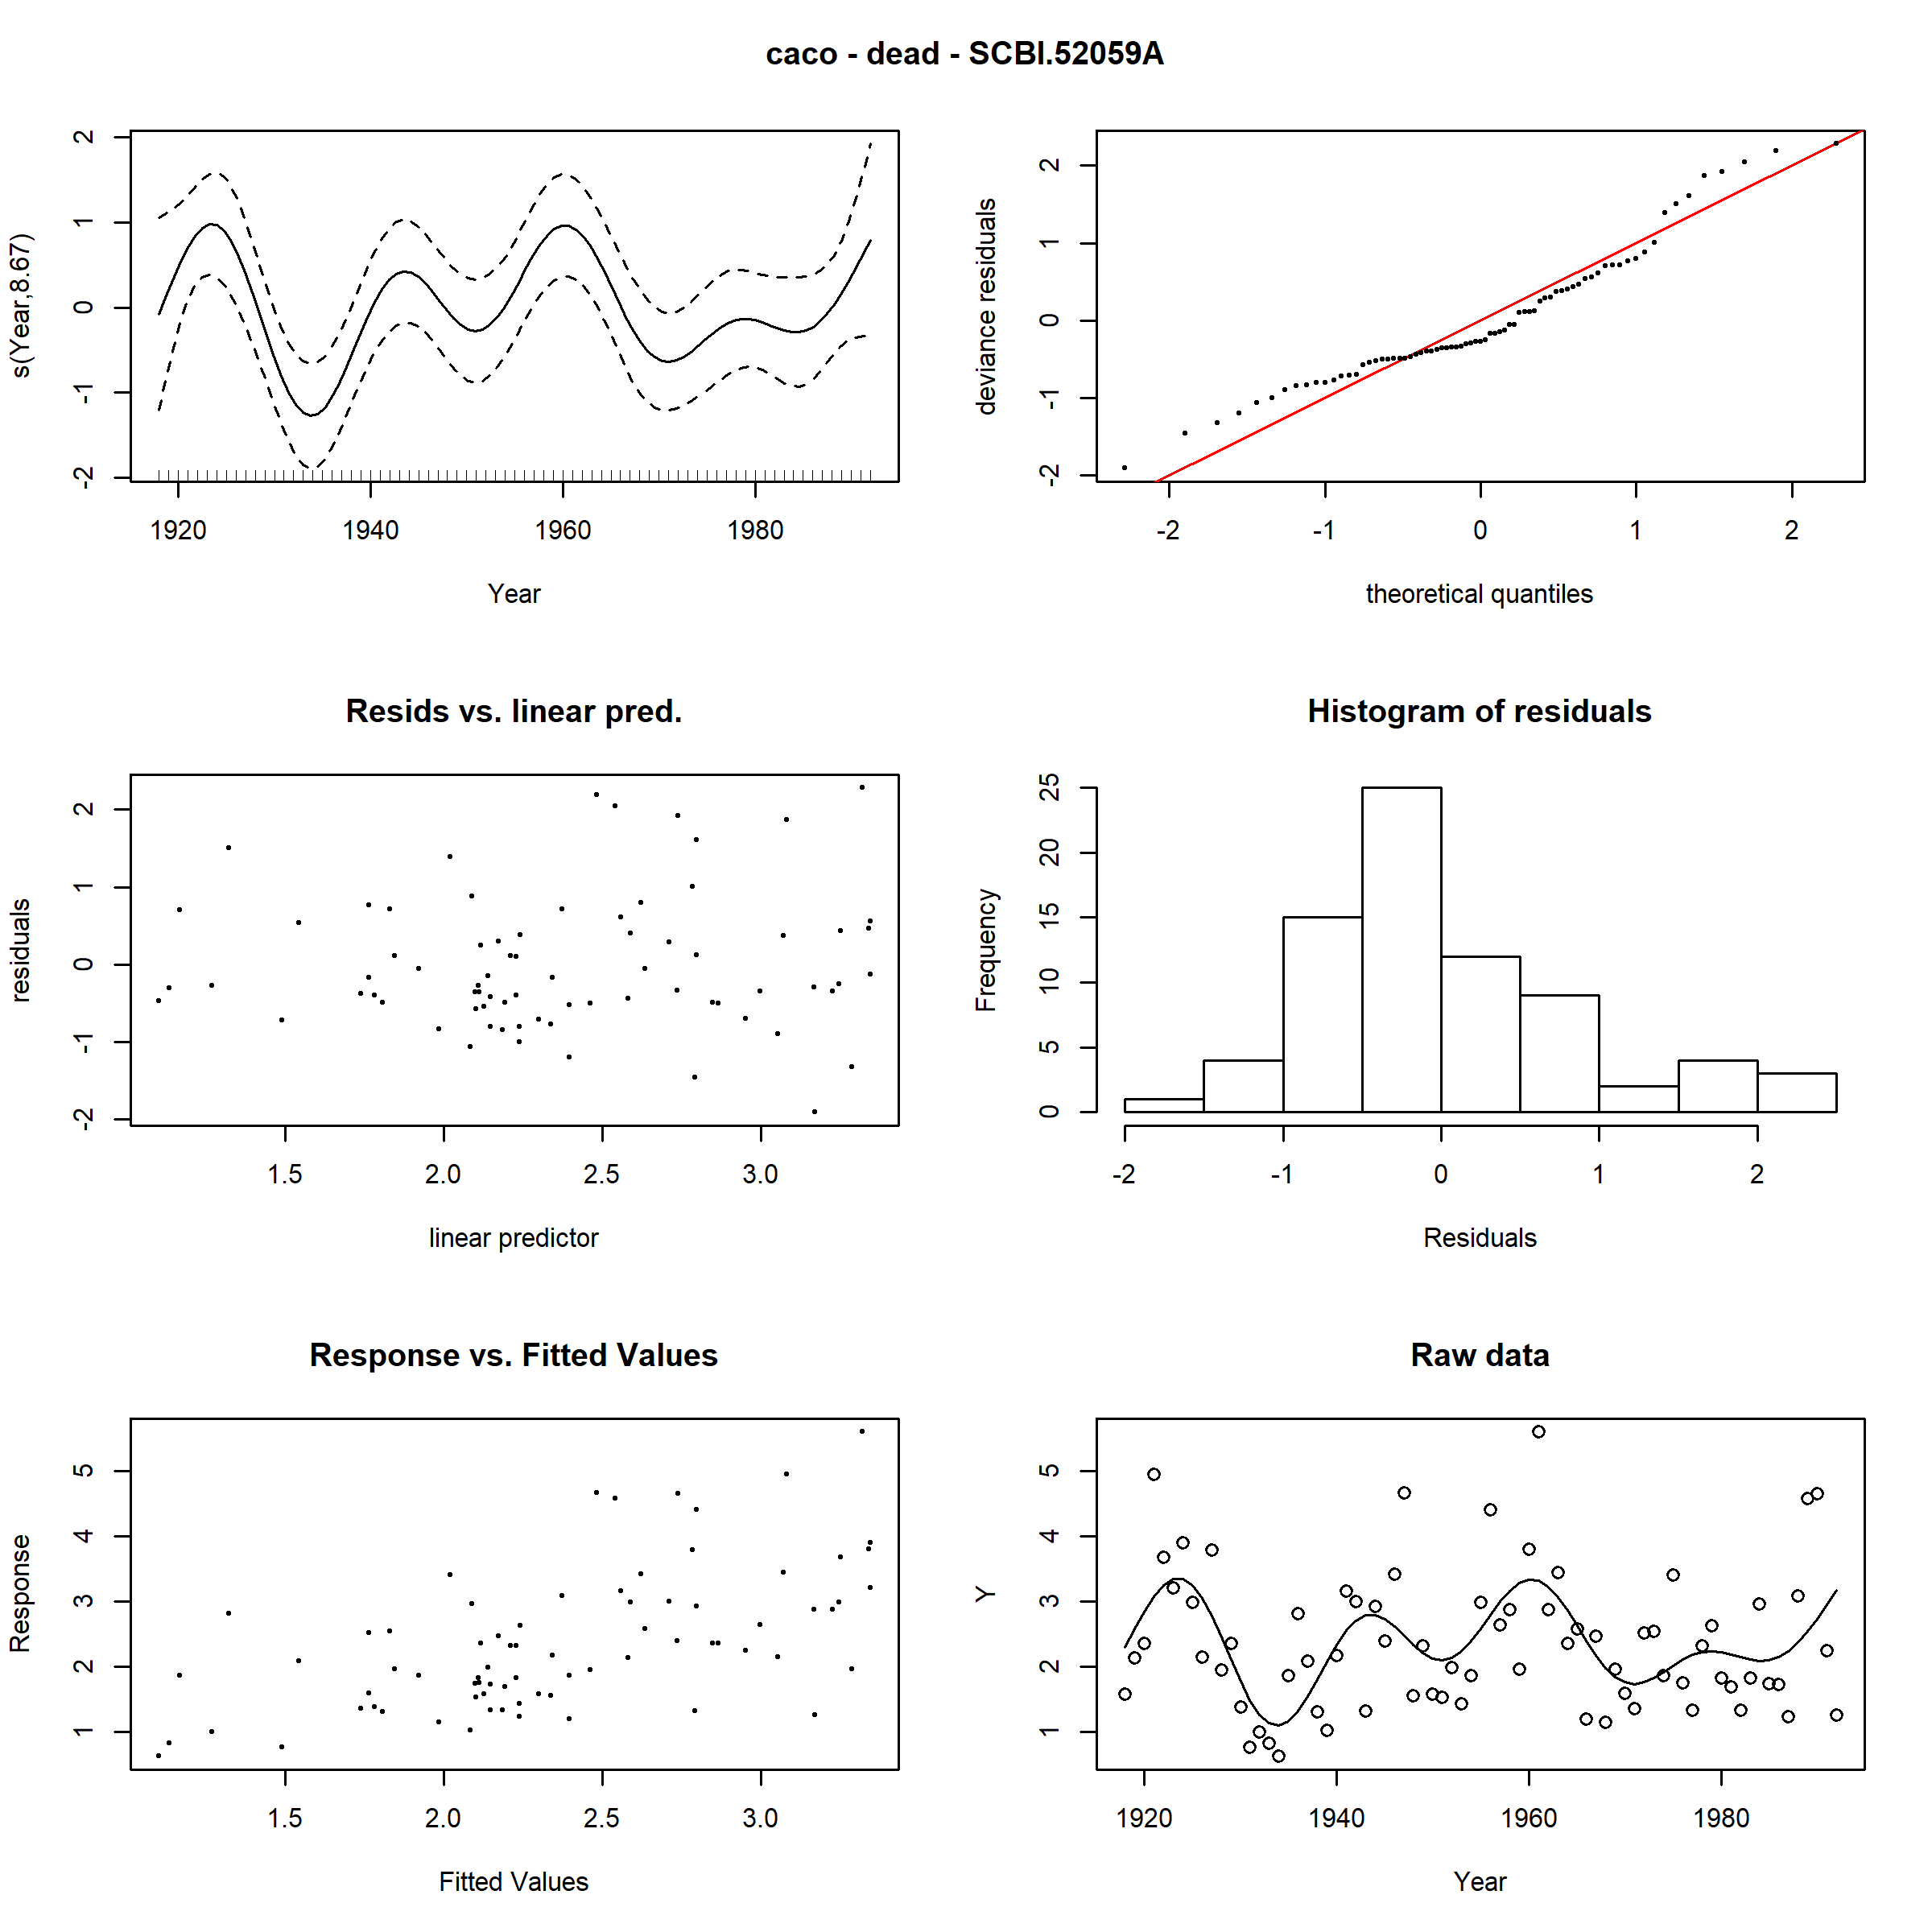 caco - dead - SCBI.52059A
s(Year,8.67)
2
1
0
-1
-2
1920 1940 1960 1980
Year
deviance residuals
2
1
0
-1
-2
-2 -1 0 1 2
theoretical quantiles
Resids vs. linear pred.
residuals
2
1
0
-1
-2
1.5 2.0 2.5 3.0
linear predictor
Histogram of residuals
Frequency
25
20
15
10
5
0
-2 -1 0 1 2
Residuals
Response vs. Fitted Values
Response
5
4
3
2
1
1.5 2.0 2.5 3.0
Fitted Values
Raw data
Y
5
4
3
2
1
1920 1940 1960 1980
Year